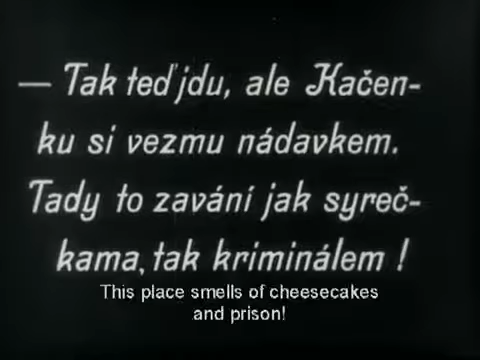 — Tak teď jdu, ale Kačen-
ku si vezmu nádavkem.
Tady to zavání jak syreč-
kama, tak kriminálem!
This place smells of cheesecakes
and prison!